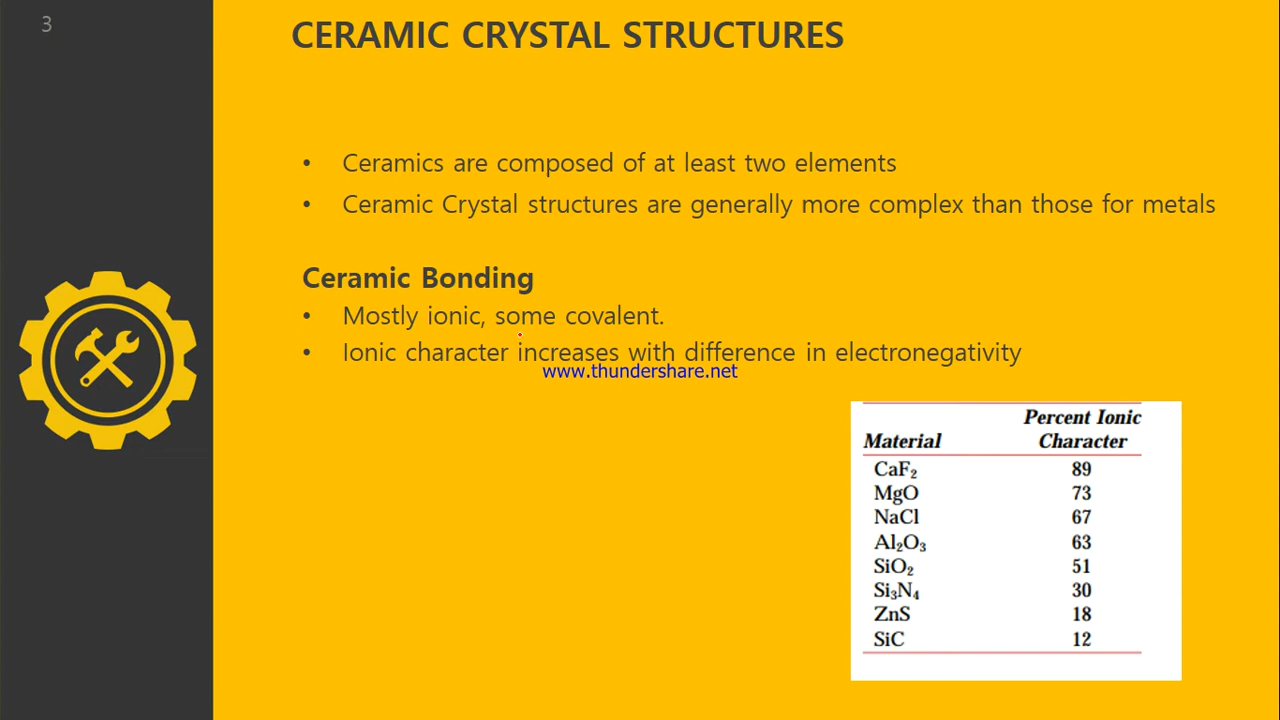 3
CERAMIC CRYSTAL STRUCTURES
• Ceramics are composed of at least two elements
• Ceramic Crystal structures are generally more complex than those for metals
Ceramic Bonding
• Mostly ionic, some covalent.
• Ionic character increases with difference in electronegativity
www.thundershare.net
Percent Ionic
Material Character
CaF₂ 89
MgO 73
NaCl 67
Al₂O₃ 63
SiO₂ 51
Si₃N₄ 30
ZnS 18
SiC 12